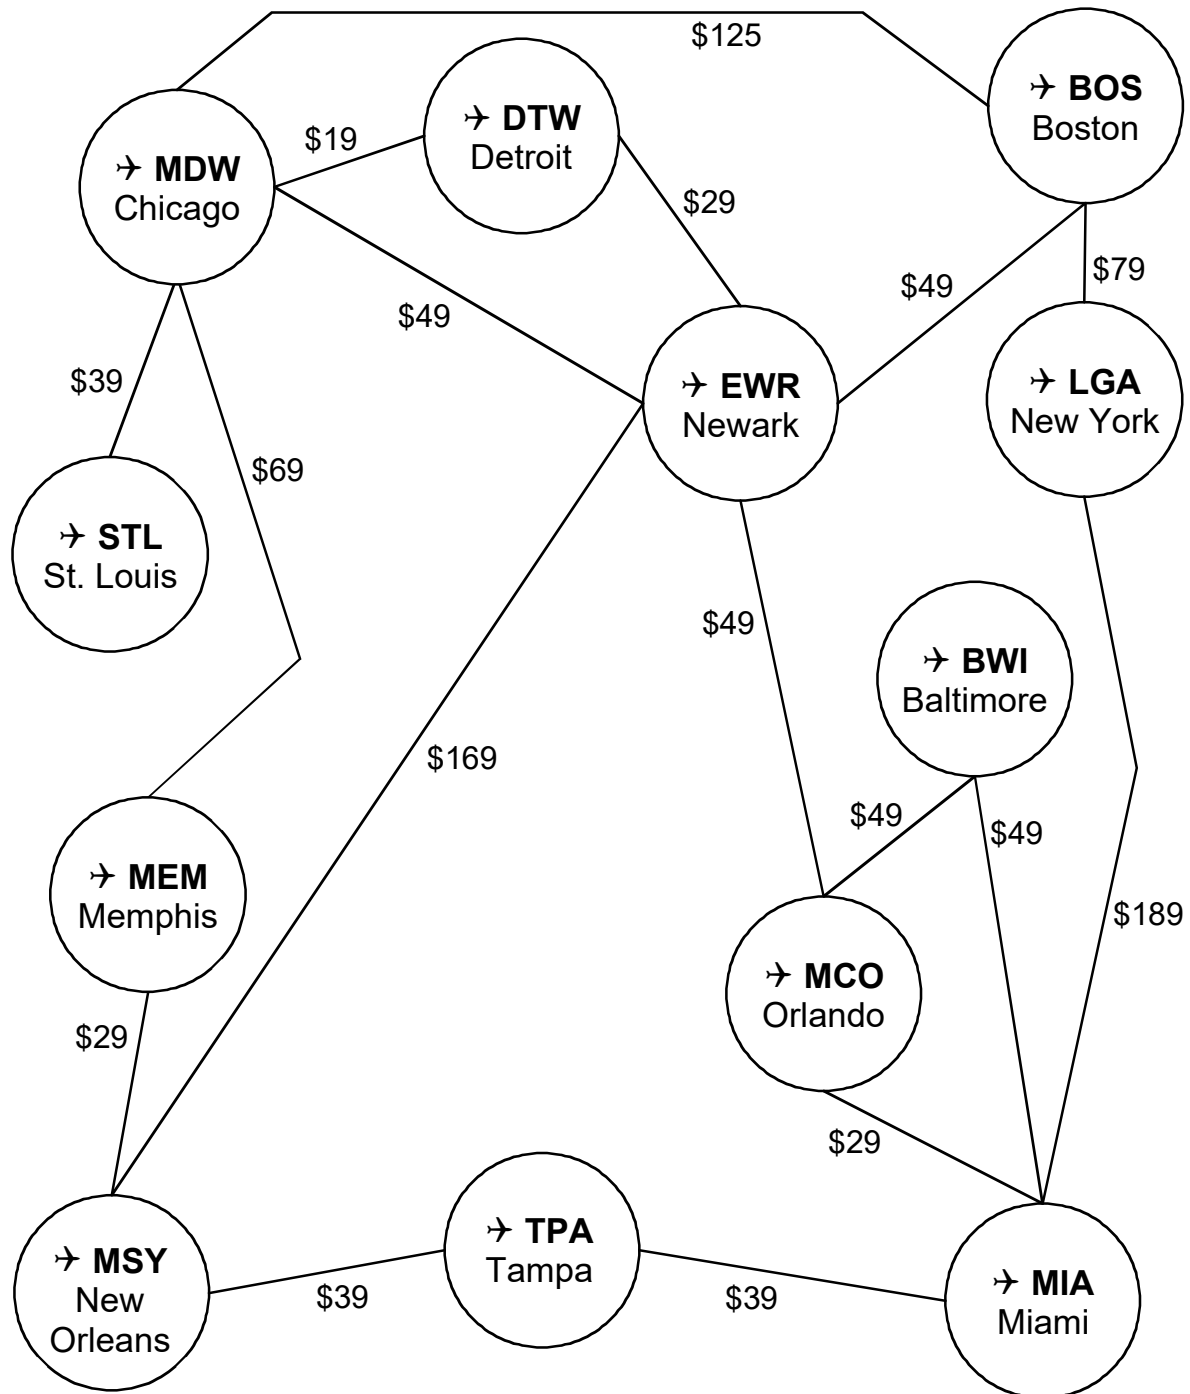 $125
✈ BOS
Boston
✈ DTW
Detroit
$19
✈ MDW
Chicago
$29
$79
$49
$49
$39
✈ EWR
Newark
✈ LGA
New York
$69
✈ STL
St. Louis
$49
✈ BWI
Baltimore
$169
$49
$49
✈ MEM
Memphis
$189
✈ MCO
Orlando
$29
$29
✈ MSY
New
Orleans
✈ TPA
Tampa
✈ MIA
Miami
$39
$39